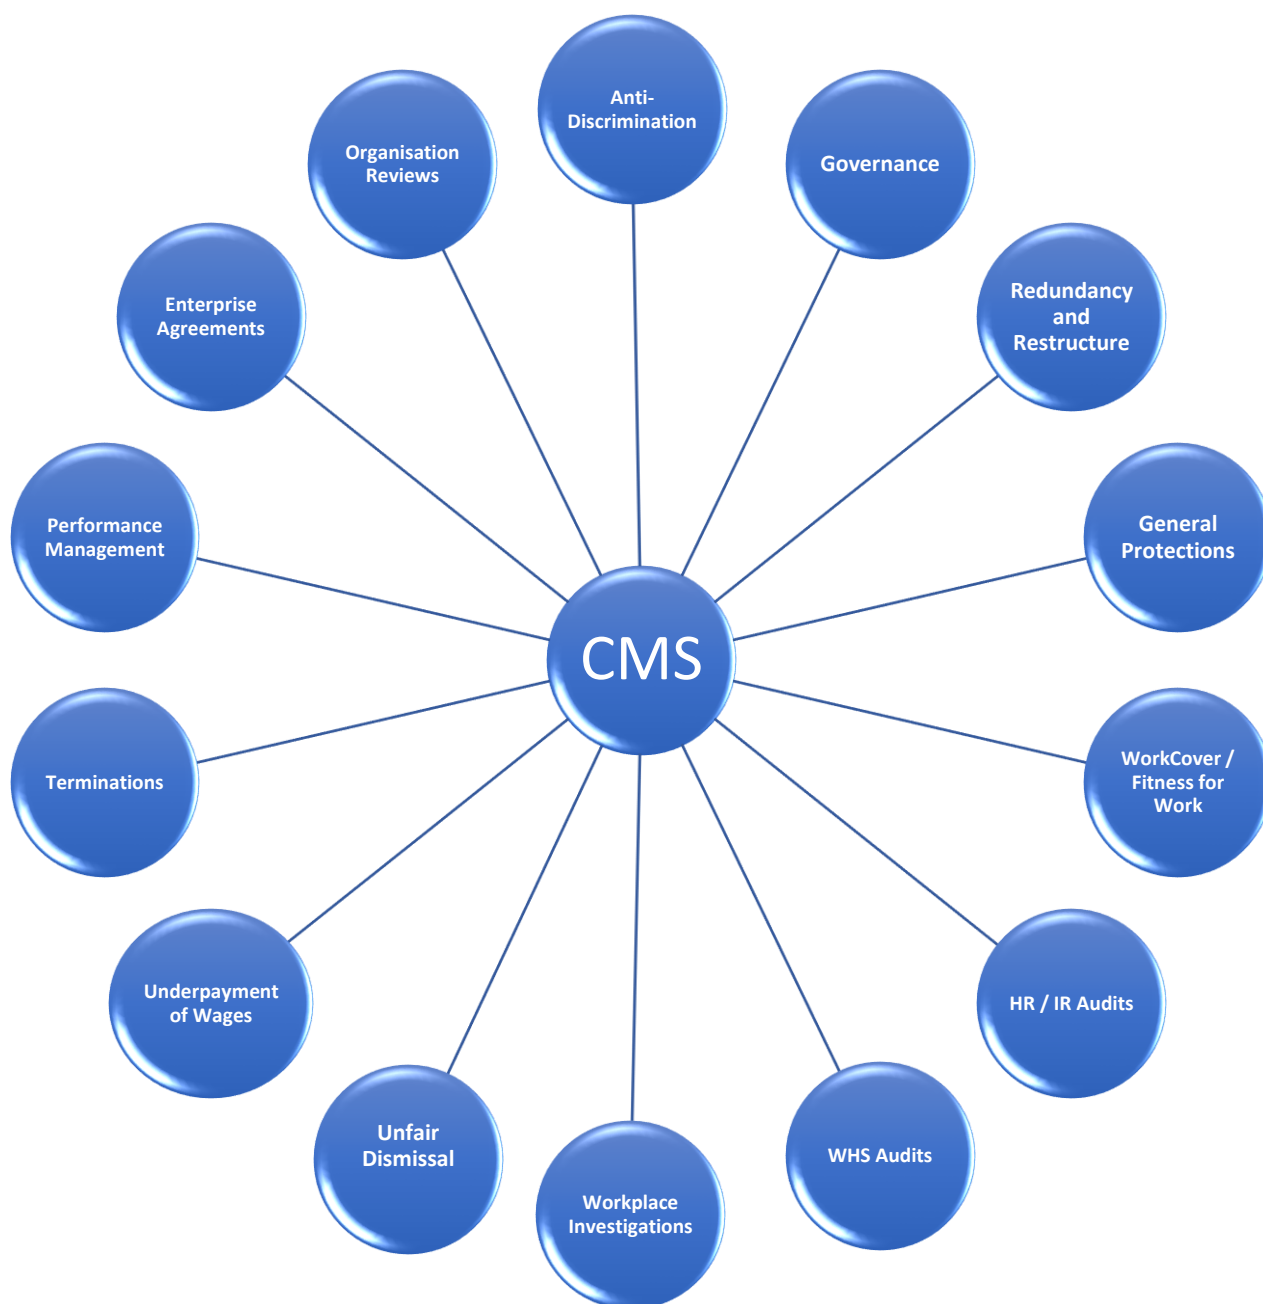 Anti-
Discrimination
Governance
Redundancy
and
Restructure
General
Protections
WorkCover /
Fitness for
Work
HR / IR Audits
WHS Audits
Workplace
Investigations
Unfair
Dismissal
Underpayment
of Wages
Terminations
Performance
Management
Enterprise
Agreements
Organisation
Reviews
CMS